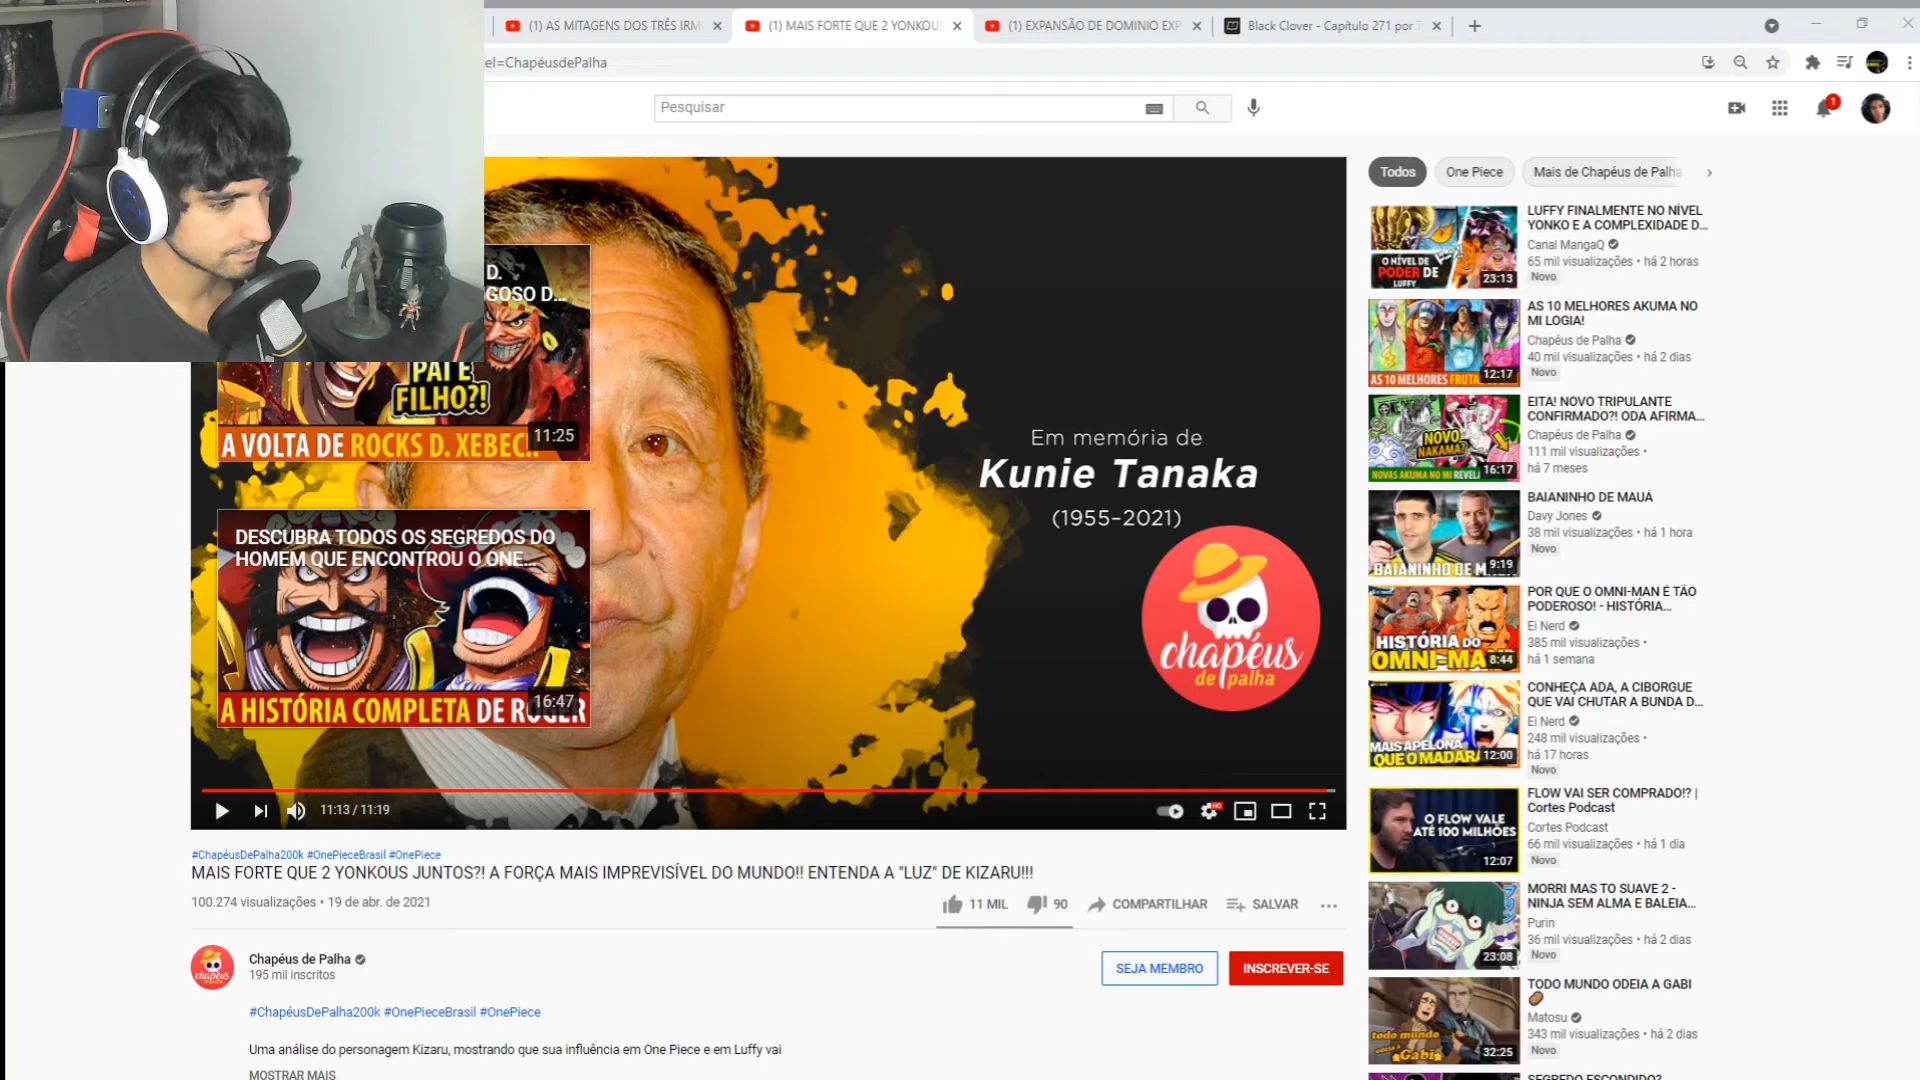 (1) AS MITAGENS DOS TRÊS IRM
(1) MAIS FORTE QUE 2 YONKOUS
(1) EXPANSÃO DE DOMINIO EXP
Black Clover - Capítulo 271 por
el=ChapéusdePalha
Pesquisar
1
D.
GOSO D...
PAI E
FILHO?!
11:25
A VOLTA DE ROCKS D. XEBEC
DESCUBRA TODOS OS SEGREDOS DO
HOMEM QUE ENCONTROU O ONE...
16:47
A HISTÓRIA COMPLETA DE ROGER
Em memória de
Kunie Tanaka
(1955–2021)
chapéus
de palha
11:13 / 11:19
HD
#ChapéusDePalha200k #OnePieceBrasil #OnePiece
MAIS FORTE QUE 2 YONKOUS JUNTOS?! A FORÇA MAIS IMPREVISÍVEL DO MUNDO!! ENTENDA A "LUZ" DE KIZARU!!!
100.274 visualizações • 19 de abr. de 2021
11 MIL
90
COMPARTILHAR
SALVAR
Chapéus de Palha
195 mil inscritos
SEJA MEMBRO
INSCREVER-SE
#ChapéusDePalha200k #OnePieceBrasil #OnePiece
Uma análise do personagem Kizaru, mostrando que sua influência em One Piece e em Luffy vai
MOSTRAR MAIS
Todos
One Piece
Mais de Chapéus de Palha
O NÍVEL DE
PODER DE
LUFFY
23:13
LUFFY FINALMENTE NO NÍVEL
YONKO E A COMPLEXIDADE D...
Canal MangaQ
65 mil visualizações • há 2 horas
Novo
AS 10 MELHORES FRUTA
12:17
AS 10 MELHORES AKUMA NO
MI LOGIA!
Chapéus de Palha
40 mil visualizações • há 2 dias
Novo
NOVO
NAKAMA?
NOVAS AKUMA NO MI REVEL
16:17
EITA! NOVO TRIPULANTE
CONFIRMADO?! ODA AFIRMA...
Chapéus de Palha
111 mil visualizações •
há 7 meses
BAIANINHO DE M
9:19
BAIANINHO DE MAUÁ
Davy Jones
38 mil visualizações • há 1 hora
Novo
HISTÓRIA DO
OMNI-MA
8:44
POR QUE O OMNI-MAN É TÃO
PODEROSO! - HISTÓRIA...
Ei Nerd
385 mil visualizações •
há 1 semana
MAIS APELONA
QUE O MADARA
12:00
CONHEÇA ADA, A CIBORGUE
QUE VAI CHUTAR A BUNDA D...
Ei Nerd
248 mil visualizações •
há 17 horas
Novo
O FLOW VALE
ATÉ 100 MILHÕES
12:07
FLOW VAI SER COMPRADO!? |
Cortes Podcast
Cortes Podcast
66 mil visualizações • há 1 dia
Novo
23:08
MORRI MAS TO SUAVE 2 -
NINJA SEM ALMA E BALEIA...
Purin
36 mil visualizações • há 2 dias
Novo
todo mundo
odeia a
Gabi
32:25
TODO MUNDO ODEIA A GABI
Matosu
343 mil visualizações • há 2 dias
Novo
SEGREDO ESCONDIDO?